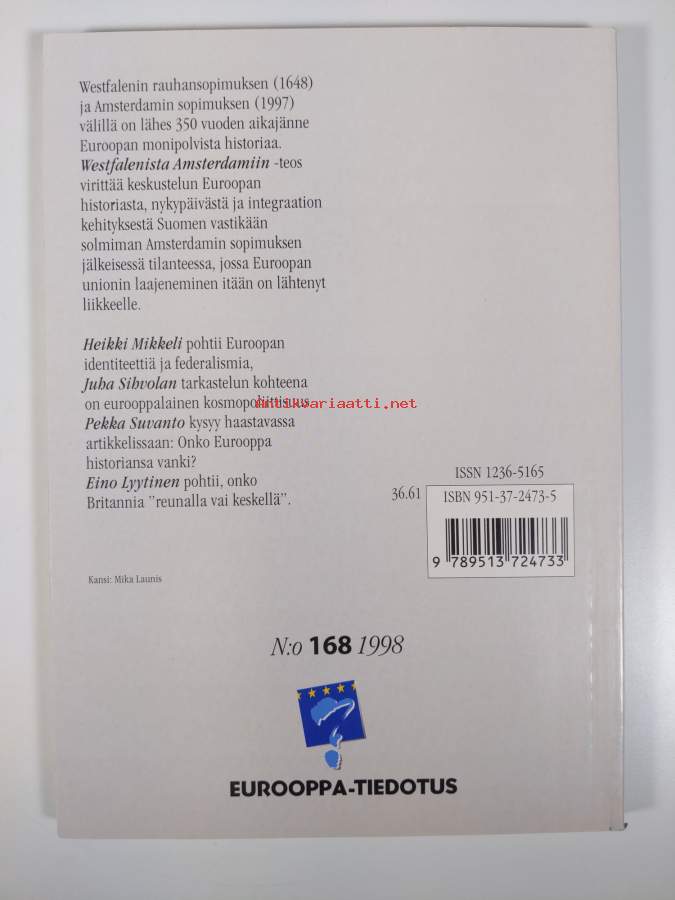 Westfalenin rauhansopimuksen (1648)
ja Amsterdamin sopimuksen (1997)
välillä on lähes 350 vuoden aikajänne
Euroopan monipolvista historiaa.
Westfalenista Amsterdamiin -teos
virittää keskustelun Euroopan
historiasta, nykypäivästä ja integraation
kehityksestä Suomen vastikään
solmiman Amsterdamin sopimuksen
jälkeisessä tilanteessa, jossa Euroopan
unionin laajeneminen itään on lähtenyt
liikkeelle.
Heikki Mikkeli pohtii Euroopan
identiteettiä ja federalismia,
Juha Sihvolan tarkastelun kohteena
on eurooppalainen kosmopoliittisuus.
Antikvariaatti.net
Pekka Suvanto kysyy haastavassa
artikkelissaan: Onko Eurooppa
historiansa vanki?
Eino Lyytinen pohtii, onko
Britannia "reunalla vai keskellä".
ISSN 1236-5165
36.61
ISBN 951-37-2473-5
9 789513 724733
Kansi: Mika Launis
N:o 168 1998
EUROOPPA-TIEDOTUS